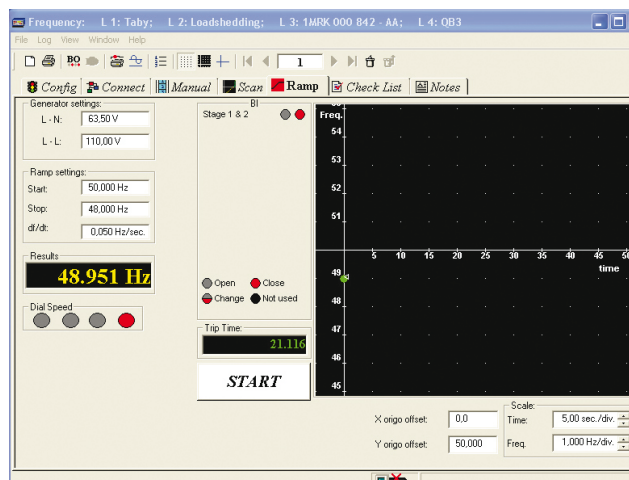 Frequency: L 1: Taby; L 2: Loadshedding; L 3: 1MRK 000 842 - AA; L 4: QB3
File Log View Window Help
BO 1
Config Connect Manual Scan Ramp Check List Notes
Generator settings:
L - N: 63,50 V
L - L: 110,00 V
Ramp settings:
Start: 50,000 Hz
Stop: 48,000 Hz
df/dt: 0,050 Hz/sec.
Results
48.951 Hz
Dial Speed
BI
Stage 1 & 2
Open Close
Change Not used
Trip Time:
21.116
START
Freq.
54
53
52
51
5 10 15 20 25 30 35 40 45 50
time
49
48
47
46
45
X origo offset: 0,0
Y origo offset: 50,000
Scale:
Time: 5,00 sec./div.
Freq. 1,000 Hz/div.